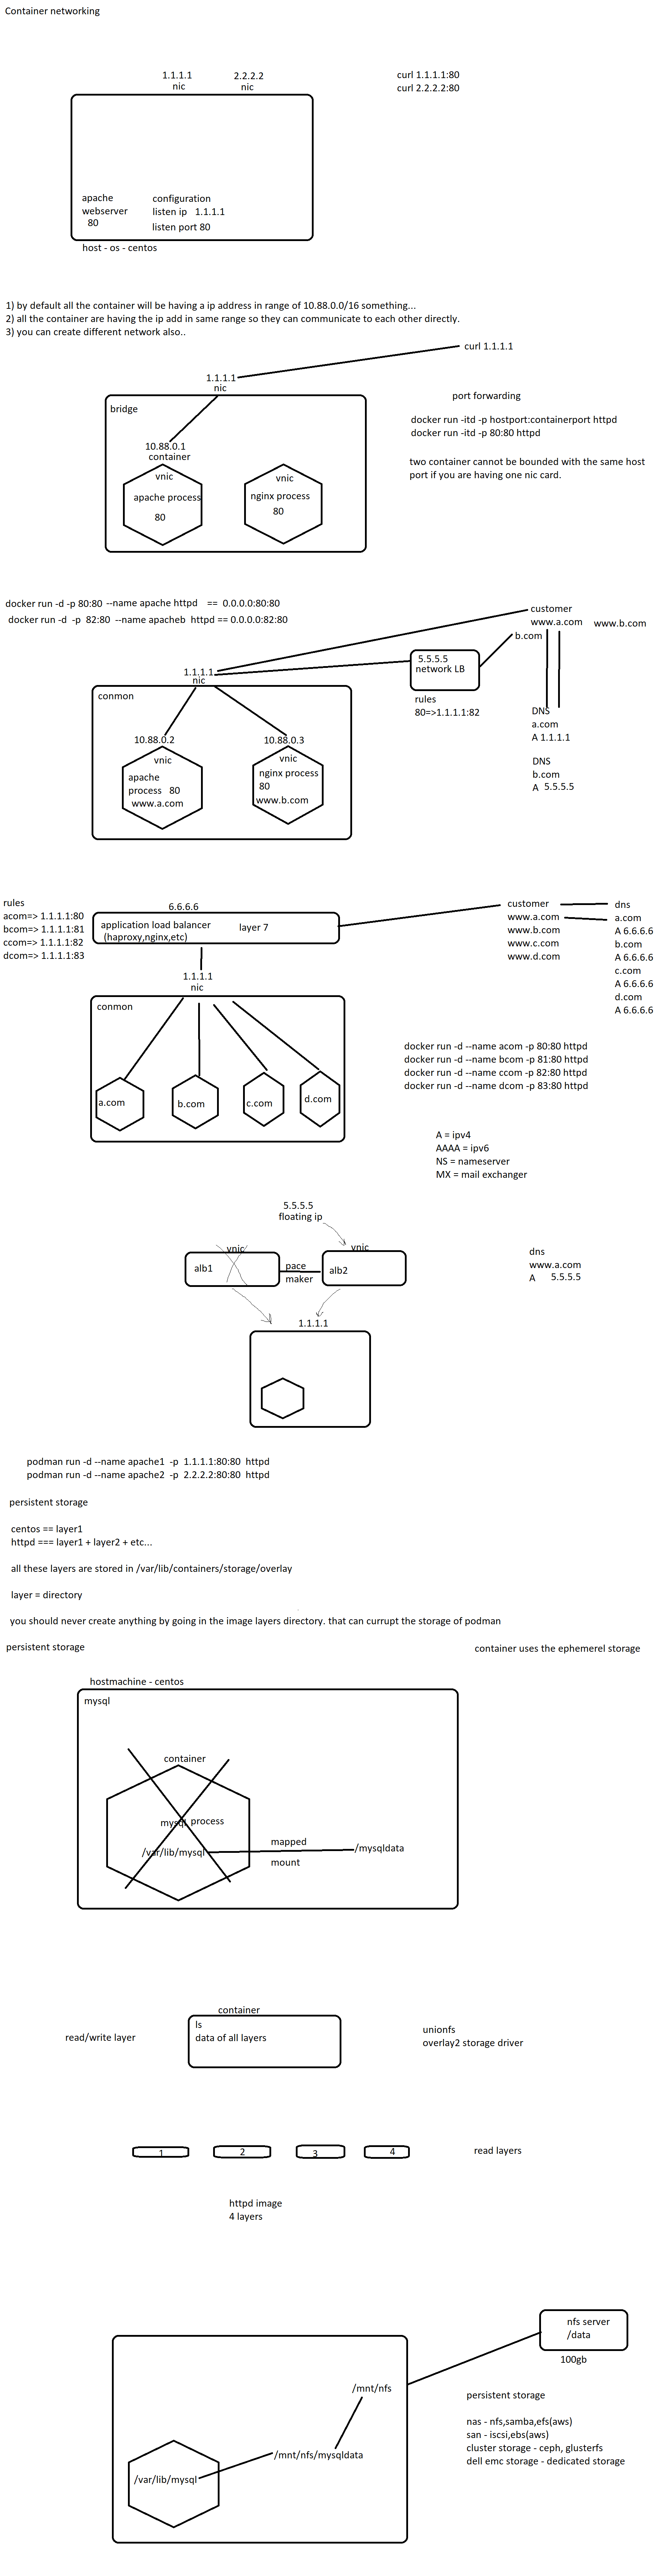 Container networking
1.1.1.1
nic
2.2.2.2
nic
curl 1.1.1.1:80
curl 2.2.2.2:80
apache
webserver
80
configuration
listen ip 1.1.1.1
listen port 80
host - os - centos
1) by default all the container will be having a ip address in range of 10.88.0.0/16 something...
2) all the container are having the ip add in same range so they can communicate to each other directly.
3) you can create different network also..
curl 1.1.1.1
1.1.1.1
nic
bridge
10.88.0.1
container
vnic
apache process
80
vnic
nginx process
80
port forwarding
docker run -itd -p hostport:containerport httpd
docker run -itd -p 80:80 httpd
two container cannot be bounded with the same host
port if you are having one nic card.
docker run -d -p 80:80 --name apache httpd == 0.0.0.0:80:80
docker run -d -p 82:80 --name apacheb httpd == 0.0.0.0:82:80
customer
www.a.com
www.b.com
b.com
5.5.5.5
network LB
rules
80=>1.1.1.1:82
DNS
a.com
A 1.1.1.1
DNS
b.com
A 5.5.5.5
1.1.1.1
nic
conmon
10.88.0.2
vnic
apache
process 80
www.a.com
10.88.0.3
vnic
nginx process
80
www.b.com
rules
acom=> 1.1.1.1:80
bcom=> 1.1.1.1:81
ccom=> 1.1.1.1:82
dcom=> 1.1.1.1:83
6.6.6.6
application load balancer
(haproxy,nginx,etc)
layer 7
customer
www.a.com
www.b.com
www.c.com
www.d.com
dns
a.com
A 6.6.6.6
b.com
A 6.6.6.6
c.com
A 6.6.6.6
d.com
A 6.6.6.6
1.1.1.1
nic
conmon
a.com
b.com
c.com
d.com
docker run -d --name acom -p 80:80 httpd
docker run -d --name bcom -p 81:80 httpd
docker run -d --name ccom -p 82:80 httpd
docker run -d --name dcom -p 83:80 httpd
A = ipv4
AAAA = ipv6
NS = nameserver
MX = mail exchanger
5.5.5.5
floating ip
vnic
alb1
pace
maker
vnic
alb2
dns
www.a.com
A 5.5.5.5
1.1.1.1
podman run -d --name apache1 -p 1.1.1.1:80:80 httpd
podman run -d --name apache2 -p 2.2.2.2:80:80 httpd
persistent storage
centos == layer1
httpd === layer1 + layer2 + etc...
all these layers are stored in /var/lib/containers/storage/overlay
layer = directory
you should never create anything by going in the image layers directory. that can currupt the storage of podman
persistent storage
container uses the ephemerel storage
hostmachine - centos
mysql
container
mysql process
/var/lib/mysql
mapped
mount
/mysqldata
container
ls
data of all layers
read/write layer
unionfs
overlay2 storage driver
1
2
3
4
read layers
httpd image
4 layers
nfs server
/data
100gb
/mnt/nfs
/mnt/nfs/mysqldata
/var/lib/mysql
persistent storage
nas - nfs,samba,efs(aws)
san - iscsi,ebs(aws)
cluster storage - ceph, glusterfs
dell emc storage - dedicated storage